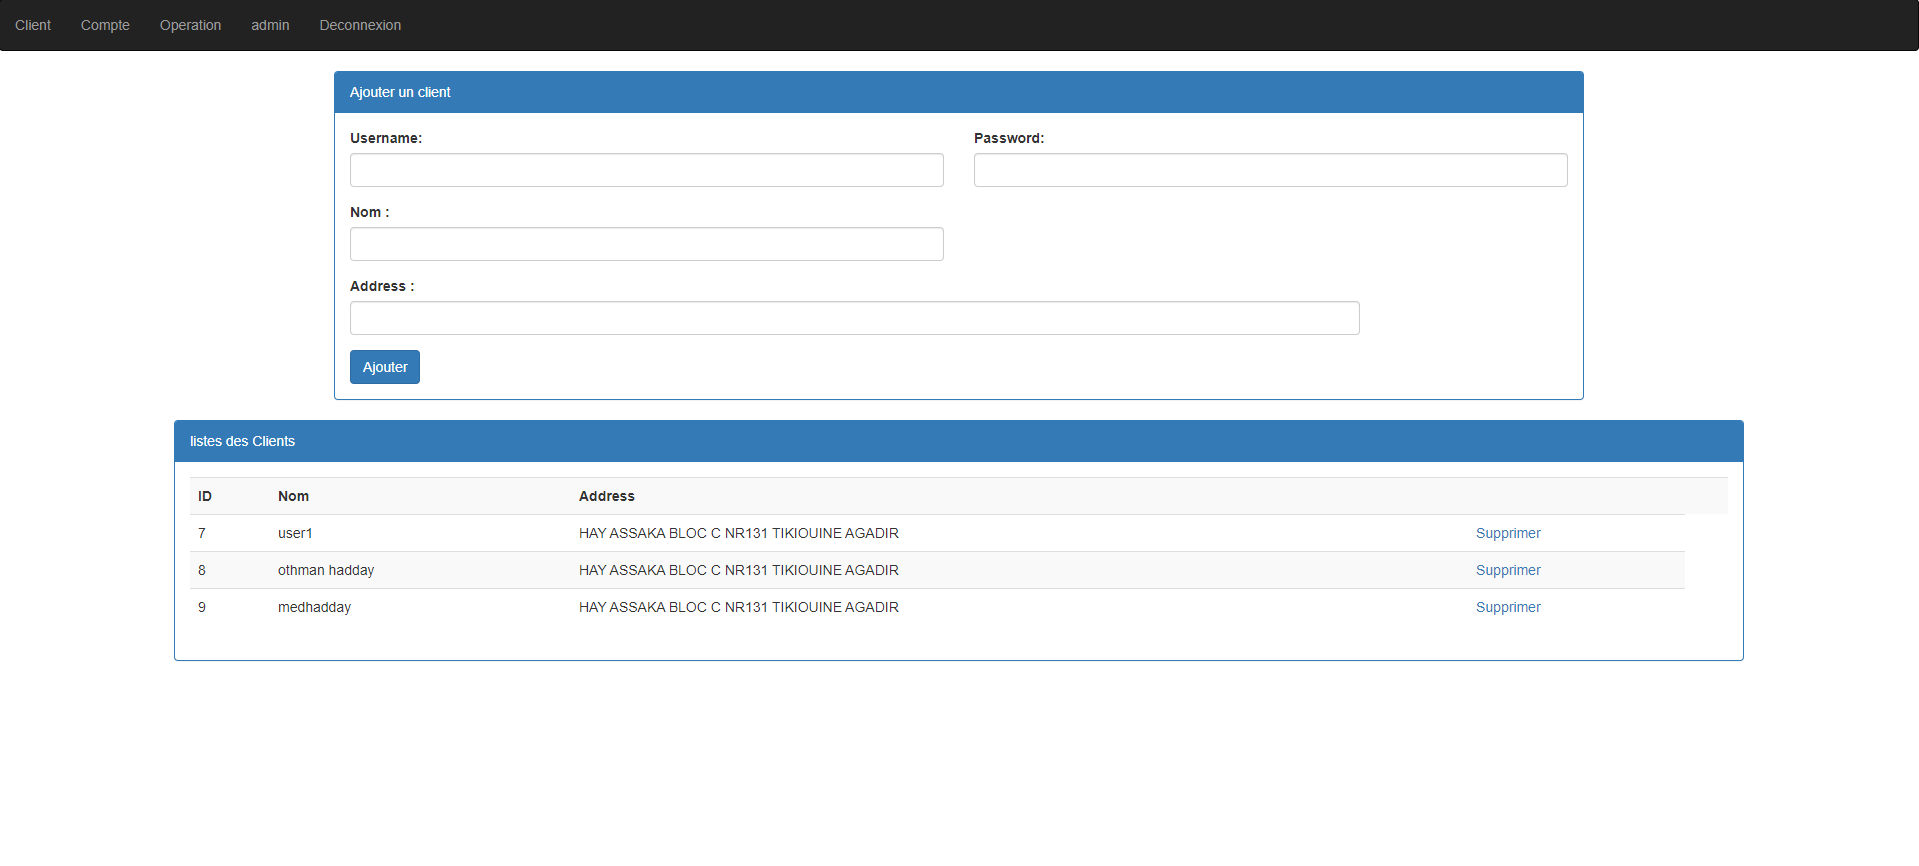 Client Compte Operation admin Deconnexion
Ajouter un client
Username: Password:
Nom :
Address :
Ajouter
listes des Clients
ID Nom Address
7 user1 HAY ASSAKA BLOC C NR131 TIKIOUINE AGADIR Supprimer
8 othman hadday HAY ASSAKA BLOC C NR131 TIKIOUINE AGADIR Supprimer
9 medhadday HAY ASSAKA BLOC C NR131 TIKIOUINE AGADIR Supprimer